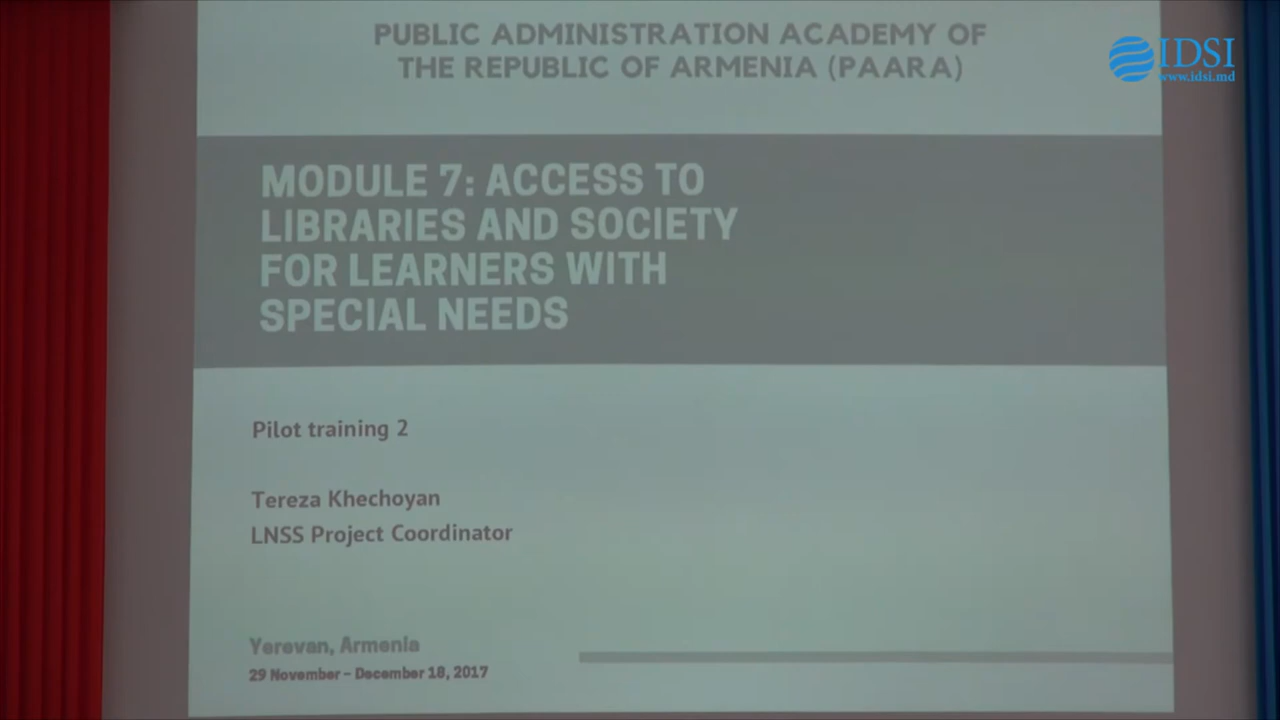 PUBLIC ADMINISTRATION ACADEMY OF
THE REPUBLIC OF ARMENIA (PAARA)
IDSI
www.idsi.md
MODULE 7: ACCESS TO
LIBRARIES AND SOCIETY
FOR LEARNERS WITH
SPECIAL NEEDS
Pilot training 2
Tereza Khechoyan
LNSS Project Coordinator
Yerevan, Armenia
29 November – December 18, 2017